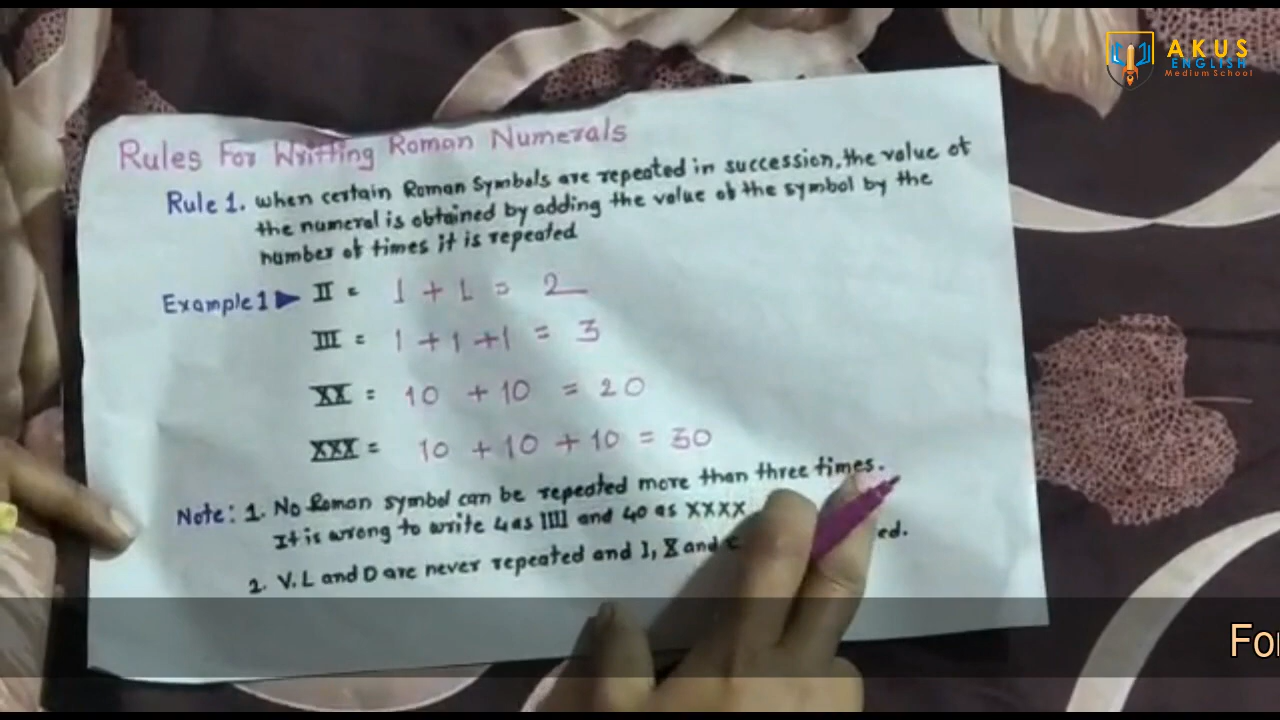 AKUS
ENGLISH
Medium School
Rules For Writting Roman Numerals
Rule 1. When certain Roman Symbols are repeated in succession, the value of
the numeral is obtained by adding the value of the symbol by the
number of times it is repeated
Example 1 II = 1 + 1 = 2
III = 1 + 1 + 1 = 3
XX = 10 + 10 = 20
XXX = 10 + 10 + 10 = 30
Note: 1. No Roman symbol can be repeated more than three times.
It is wrong to write 4 as IIII and 40 as XXXX
2. V. L and D are never repeated and I, X and C ed.
For